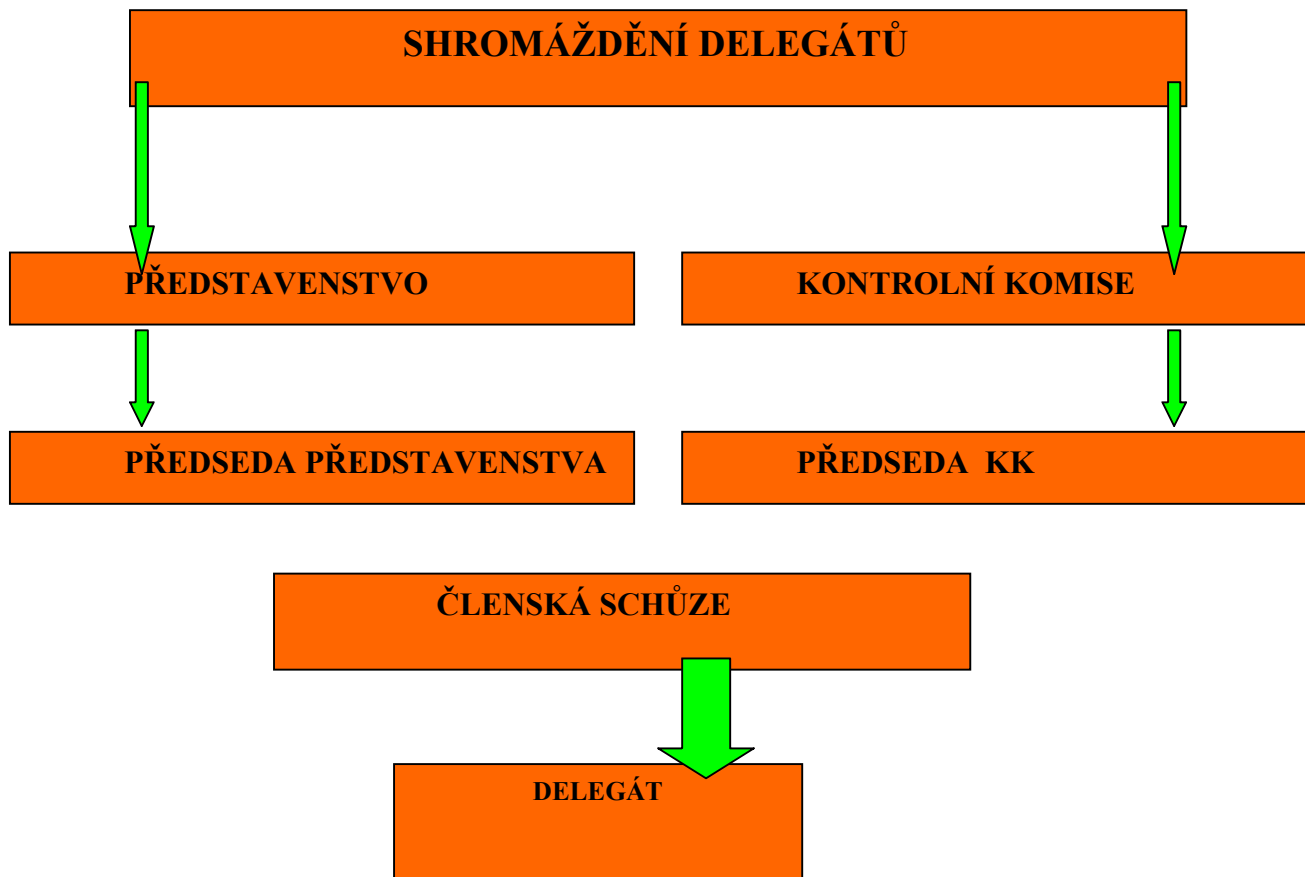 SHROMÁŽDĚNÍ DELEGÁTŮ
PŘEDSTAVENSTVO
KONTROLNÍ KOMISE
PŘEDSEDA PŘEDSTAVENSTVA
PŘEDSEDA KK
ČLENSKÁ SCHŮZE
DELEGÁT